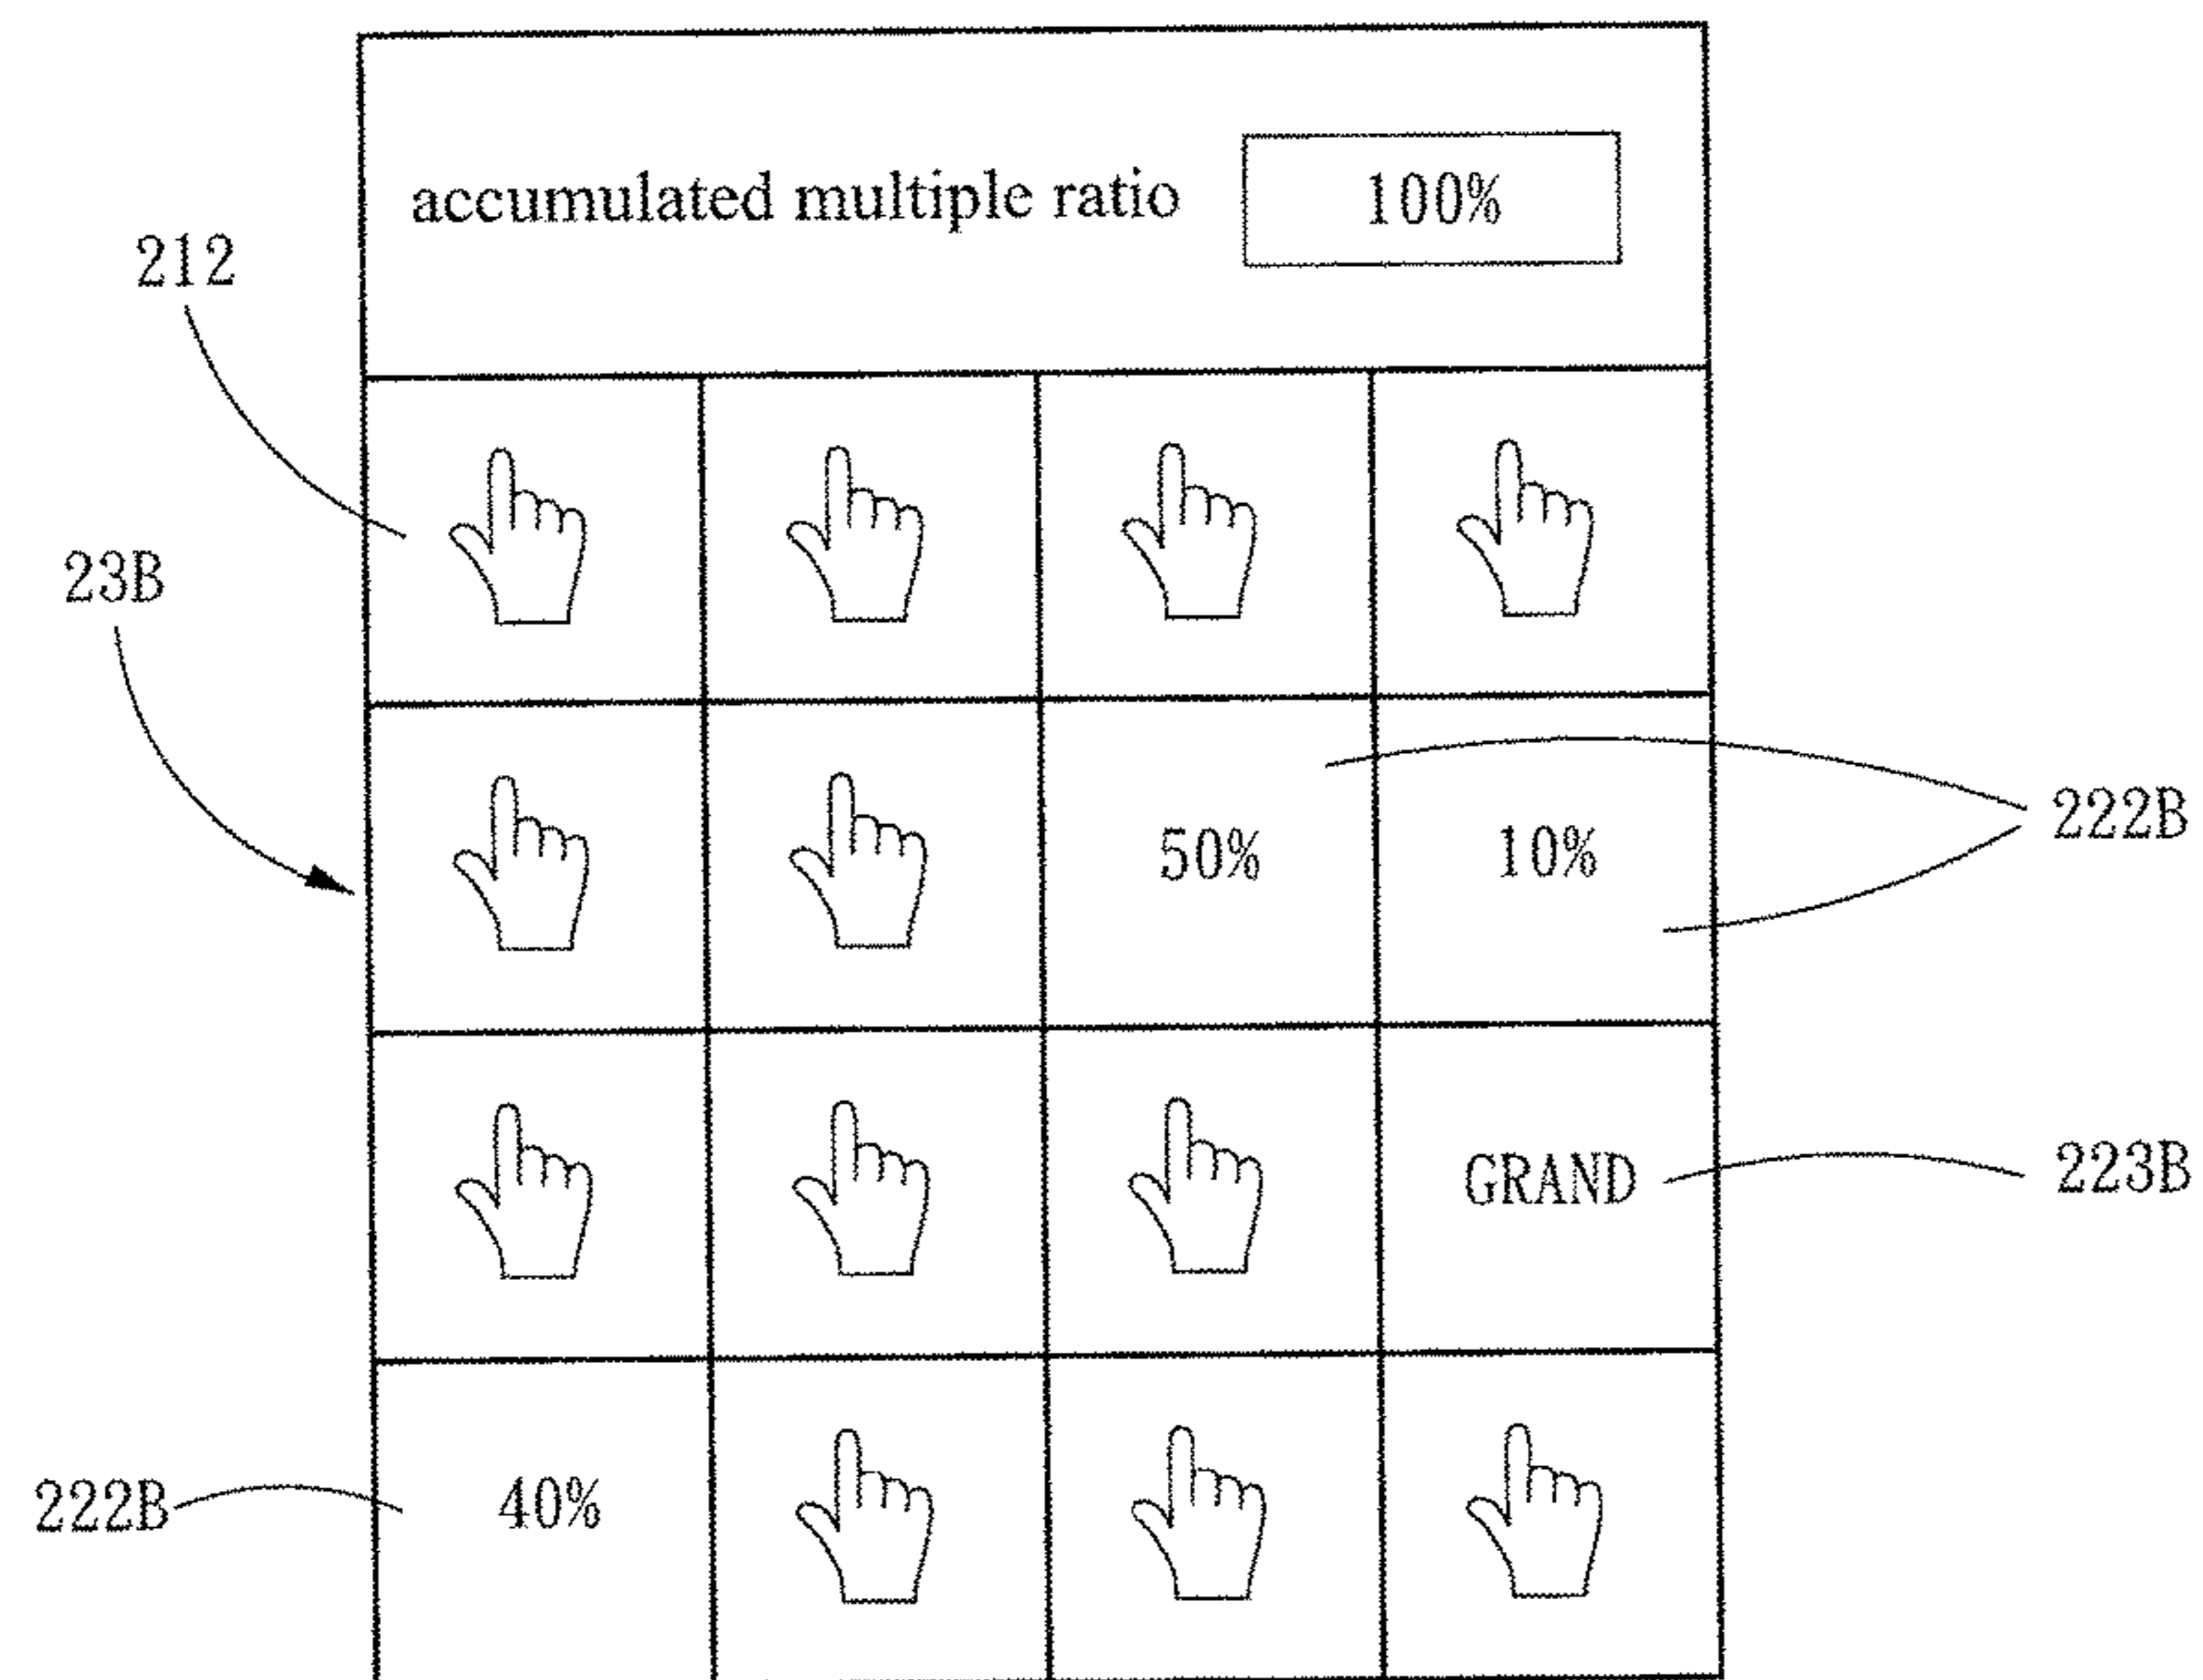 accumulated multiple ratio 100%
212
23B
50% 10%
222B
GRAND
223B
222B
40%